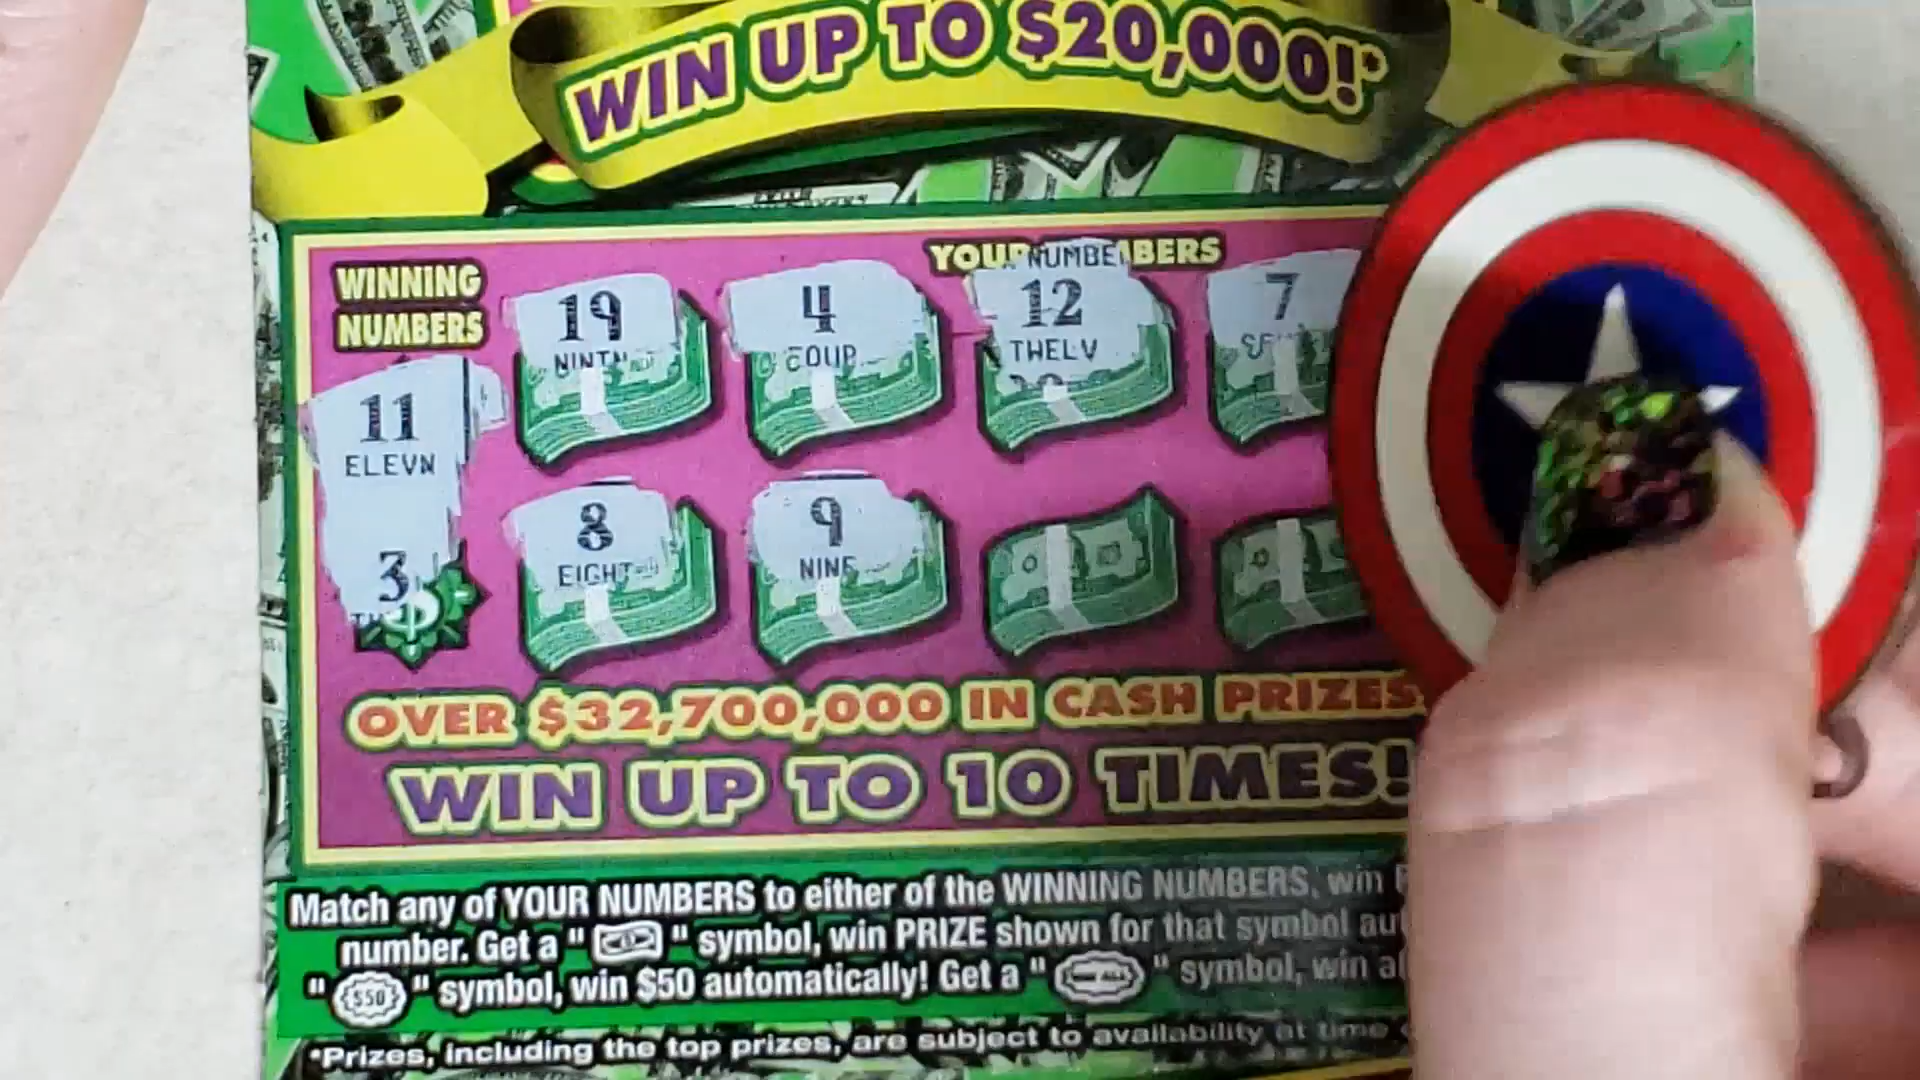 WIN UP TO $20,000!*
WINNING
NUMBERS
NUMBE
19
NINTN
4
12
TWELV
7
11
ELEVN
3
8
EIGHT
9
NINE
OVER $32,700,000 IN CASH PRIZES
WIN UP TO 10 TIMES!
Match any of YOUR NUMBERS to either of the WINNING NUMBERS, win
number. Get a " " symbol, win PRIZE shown for that symbol
" $50 " symbol, win $50 automatically! Get a " " symbol, win
*Prizes, including the top prizes, are subject to availability at time